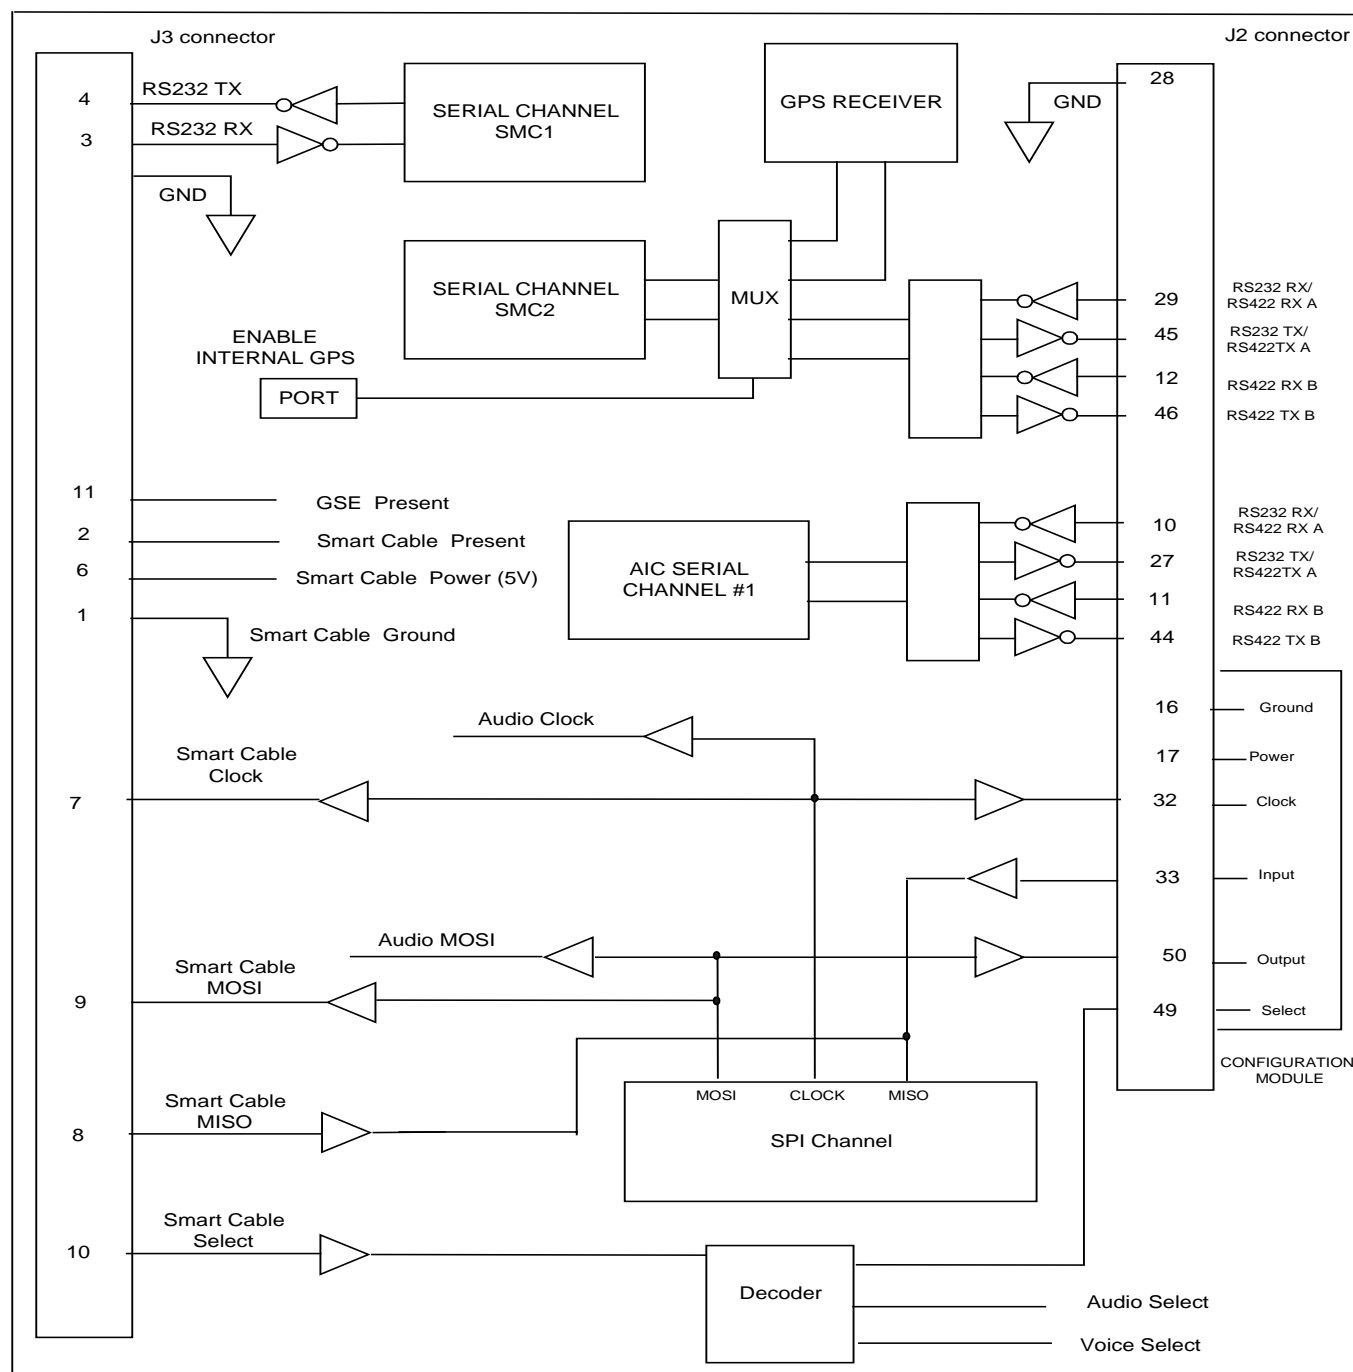 J3 connector
J2 connector
4
RS232 TX
3
RS232 RX
GND
SERIAL CHANNEL
SMC1
GPS RECEIVER
GND
28
SERIAL CHANNEL
SMC2
MUX
ENABLE
INTERNAL GPS
PORT
29
RS232 RX/
RS422 RX A
45
RS232 TX/
RS422TX A
12
RS422 RX B
46
RS422 TX B
11
GSE Present
2
Smart Cable Present
6
Smart Cable Power (5V)
1
Smart Cable Ground
AIC SERIAL
CHANNEL #1
10
RS232 RX/
RS422 RX A
27
RS232 TX/
RS422TX A
11
RS422 RX B
44
RS422 TX B
16
Ground
17
Power
Audio Clock
Smart Cable
Clock
7
32
Clock
33
Input
Audio MOSI
50
Output
Smart Cable
MOSI
9
49
Select
CONFIGURATION
MODULE
MOSI
CLOCK
MISO
SPI Channel
Smart Cable
MISO
8
Smart Cable
Select
10
Decoder
Audio Select
Voice Select